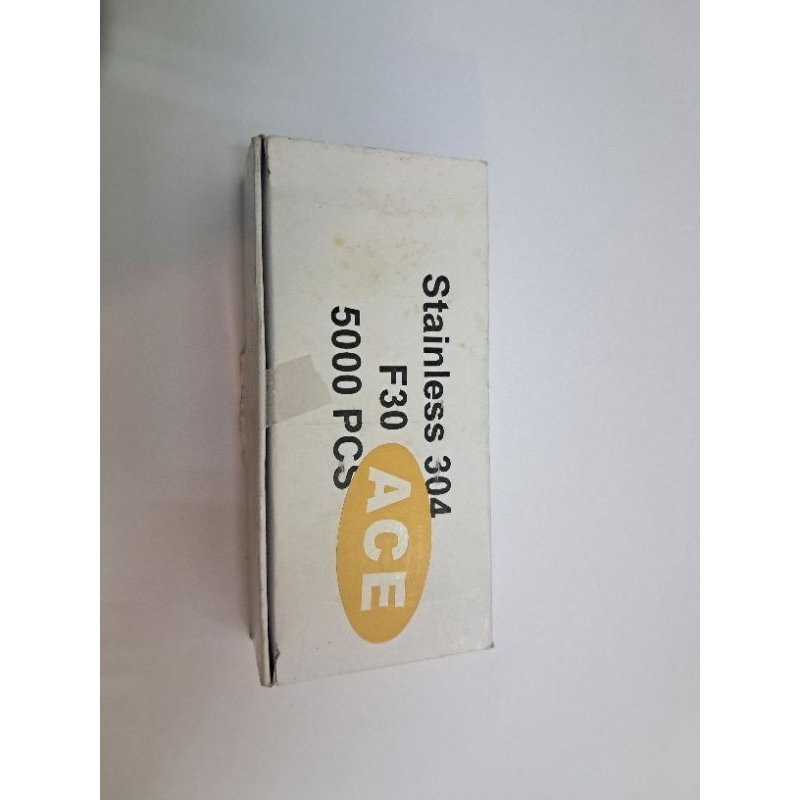 Stainless 304
F30
5000 PCS
ACE